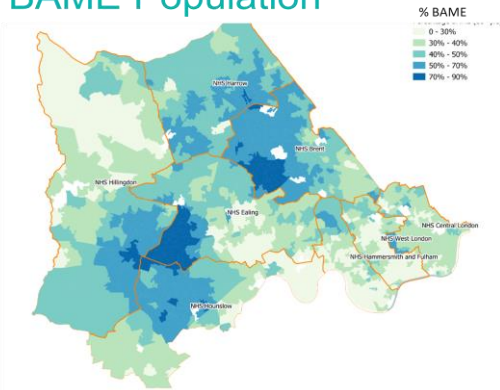 BAME Population
% BAME
0 - 30%
30% - 40%
40% - 50%
50% - 70%
70% - 90%
NHS Harrow
NHS Brent
NHS Hillingdon
NHS Ealing
NHS Central London
NHS West London
NHS Hammersmith and Fulham
NHS Hounslow